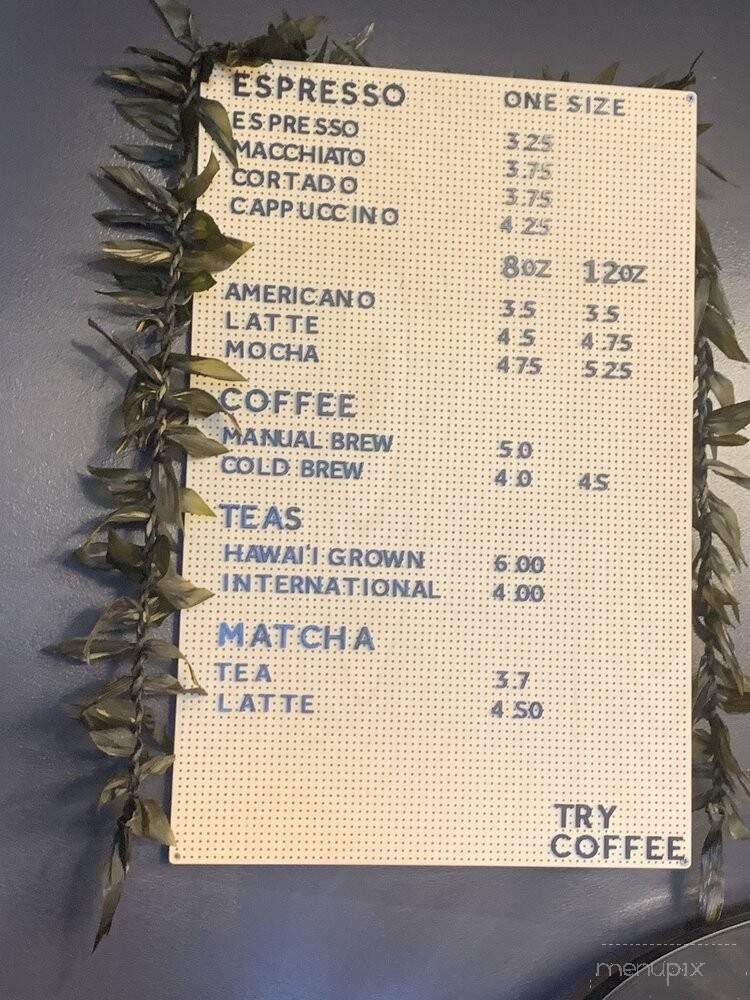 ESPRESSO ONE SIZE
ESPRESSO 3.25
MACCHIATO 3.75
CORTADO 3.75
CAPPUCCINO 4.25
8OZ 12OZ
AMERICANO 3.5 3.5
LATTE 4.5 4.75
MOCHA 4.75 5.25
COFFEE
MANUAL BREW 5.0
COLD BREW 4.0 4.5
TEAS
HAWAI'I GROWN 6.00
INTERNATIONAL 4.00
MATCHA
TEA 3.7
LATTE 4.50
TRY
COFFEE
menupix